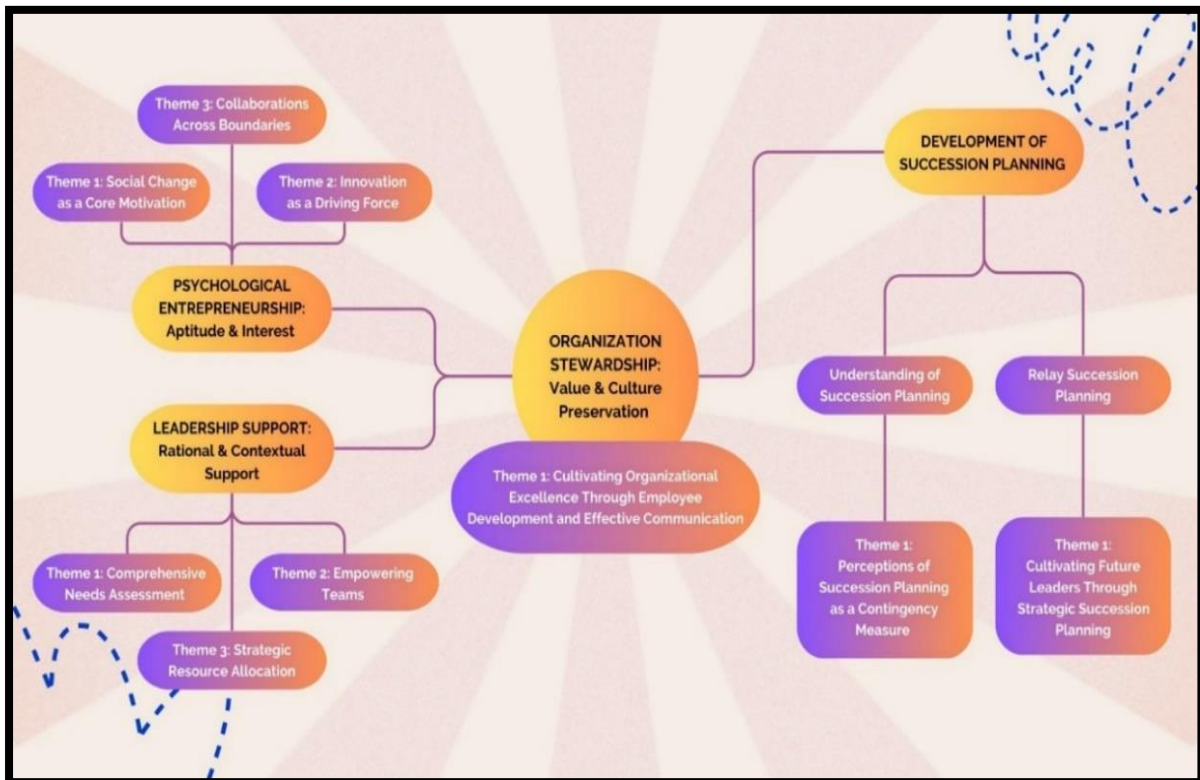 Theme 3: Collaborations
Across Boundaries
Theme 1: Social Change
as a Core Motivation
Theme 2: Innovation
as a Driving Force
PSYCHOLOGICAL
ENTREPRENEURSHIP:
Aptitude & Interest
LEADERSHIP SUPPORT:
Rational & Contextual
Support
Theme 1: Comprehensive
Needs Assessment
Theme 2: Empowering
Teams
Theme 3: Strategic
Resource Allocation
ORGANIZATION
STEWARDSHIP:
Value & Culture
Preservation
Theme 1: Cultivating Organizational
Excellence Through Employee
Development and Effective Communication
DEVELOPMENT OF
SUCCESSION PLANNING
Understanding of
Succession Planning
Relay Succession
Planning
Theme 1:
Perceptions of
Succession Planning
as a Contingency
Measure
Theme 1:
Cultivating Future
Leaders Through
Strategic Succession
Planning